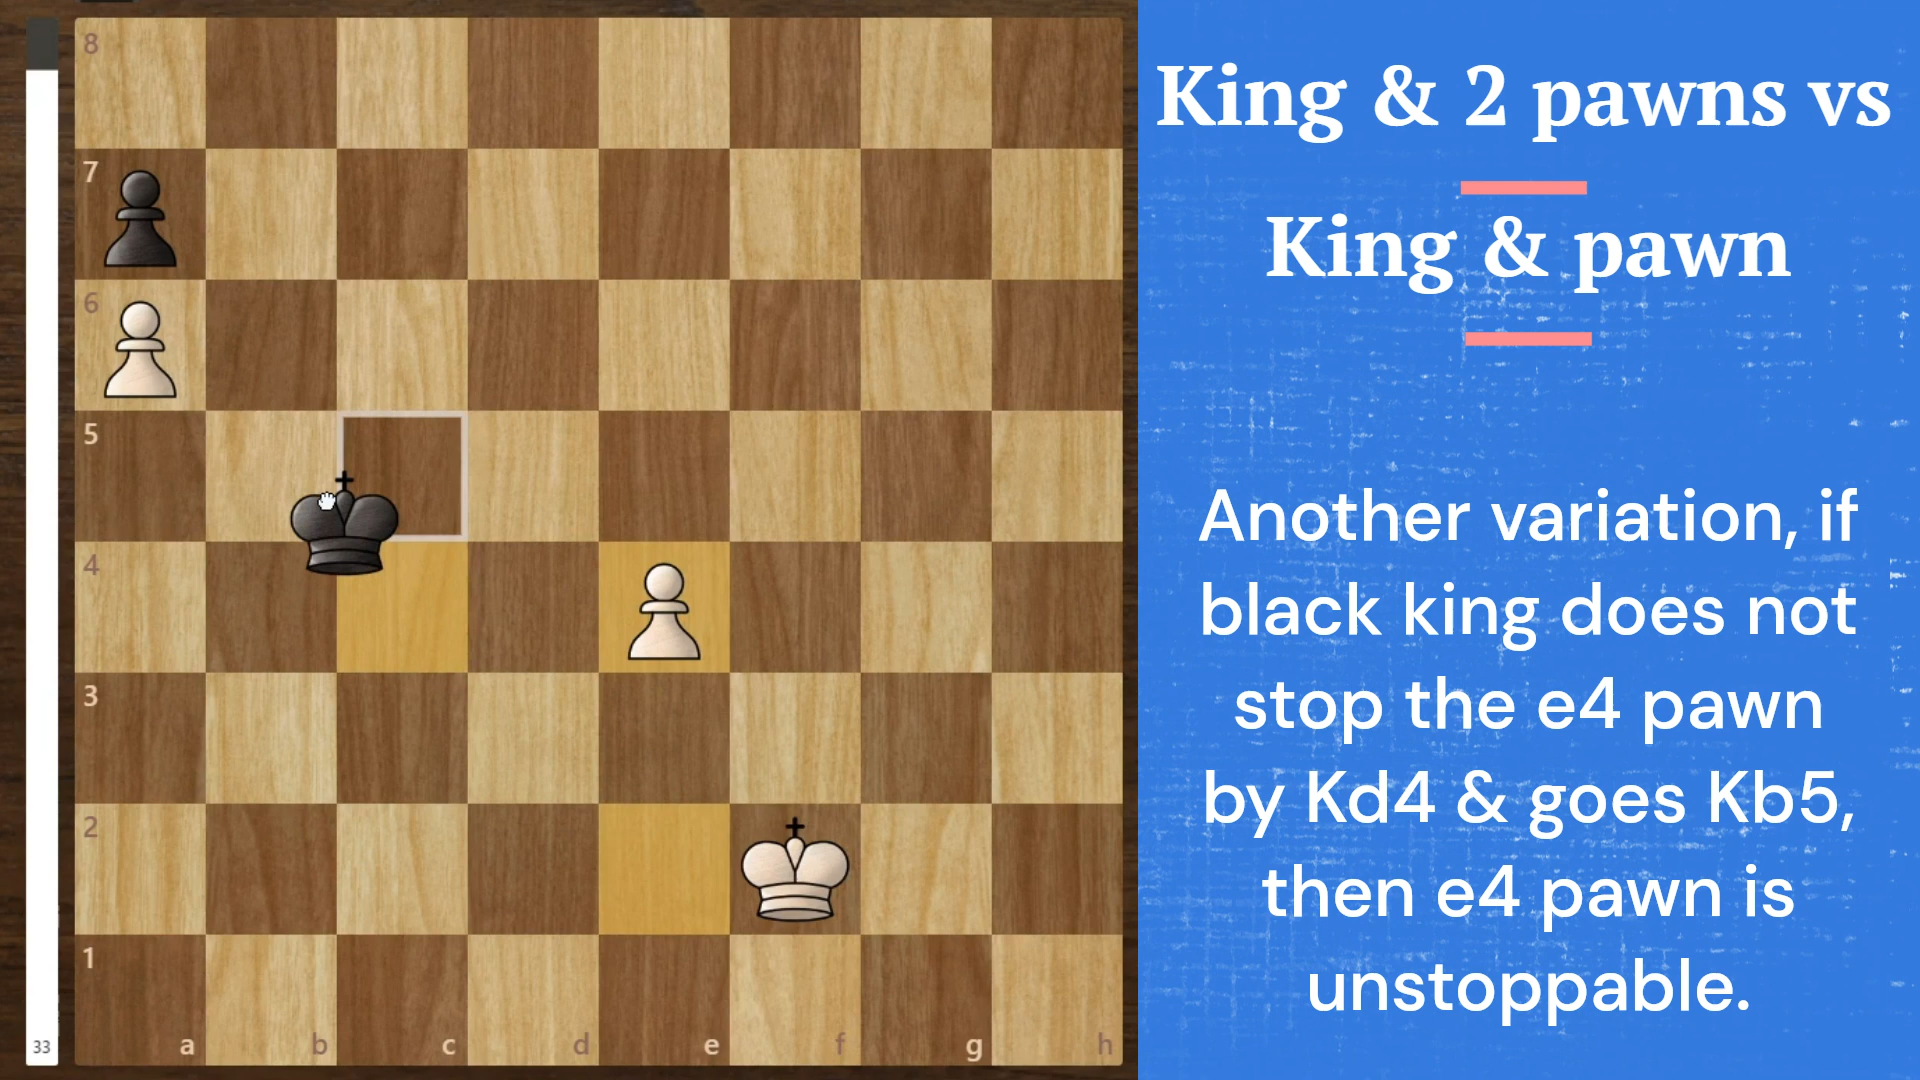 8
7
6
5
4
3
2
1
a b c d e f g h
33
King & 2 pawns vs
King & pawn
Another variation, if
black king does not
stop the e4 pawn
by Kd4 & goes Kb5,
then e4 pawn is
unstoppable.